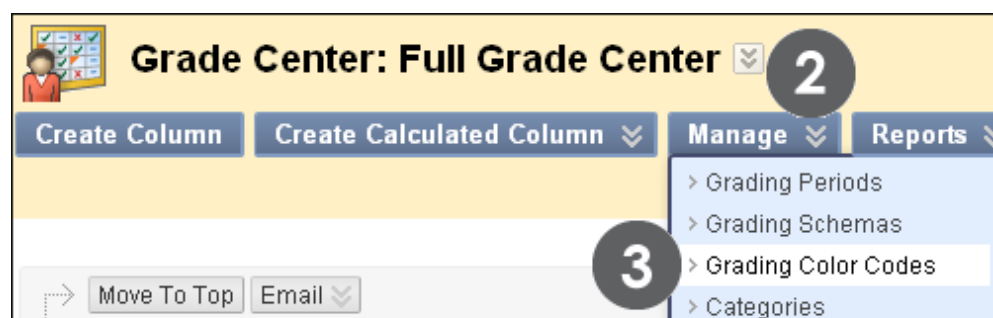 Grade Center: Full Grade Center
2
Create Column Create Calculated Column Manage Reports
> Grading Periods
> Grading Schemas
3
> Grading Color Codes
Move To Top Email
> Categories